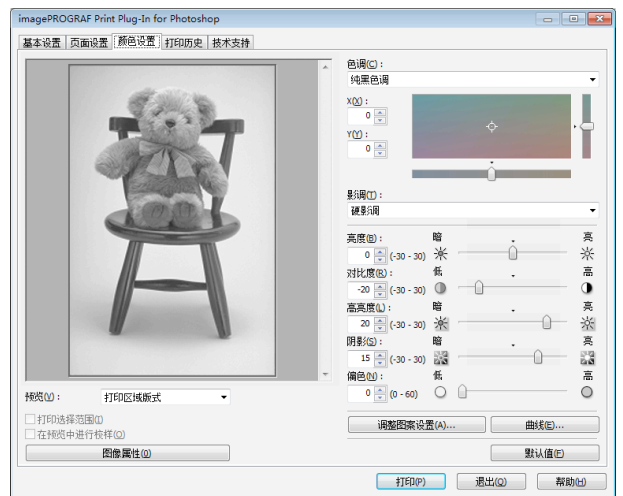 imagePROGRAF Print Plug-In for Photoshop
基本设置 页面设置 颜色设置 打印历史 技术支持
色调(C)：
纯黑色调
X(X)：
0
Y(Y)：
0
影调(T)：
硬影调
亮度(B)： 暗 亮
0 (-30 - 30)
对比度(R)： 低 高
-20 (-30 - 30)
高亮度(L)： 暗 亮
20 (-30 - 30)
阴影(S)： 暗 亮
15 (-30 - 30)
偏色(N)： 低 高
0 (0 - 60)
预览(V)： 打印区域版式
打印选择范围(I)
在预览中进行校样(O)
图像属性(0)
调整图案设置(A)... 曲线(E)...
默认值(F)
打印(P) 退出(Q) 帮助(H)